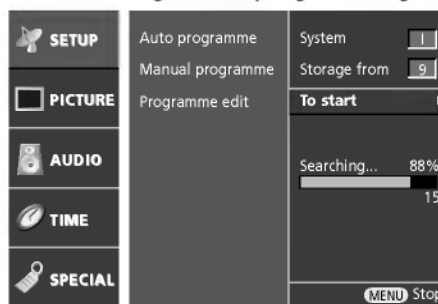 SETUP
PICTURE
AUDIO
TIME
SPECIAL
Auto programme
Manual programme
Programme edit
System I
Storage from 9
To start
Searching... 88%
15
MENU Stop